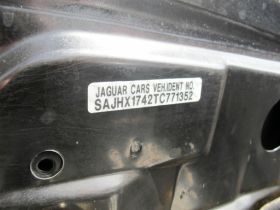 JAGUAR CARS VEH.IDENT NO.
SAJHX1742TC771352